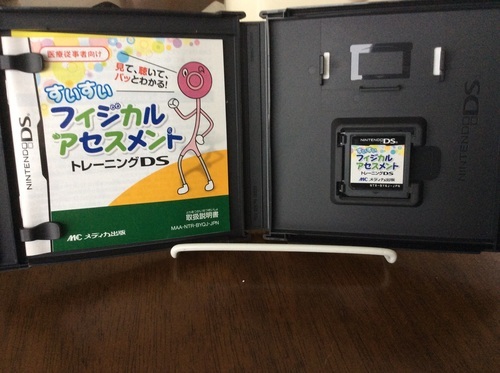 医療従事者向け
見て、聴いて、
パッとわかる!
すいすい
フィジカル
アセスメント
トレーニングDS
NINTENDO DS
取扱説明書
MAA-NTR-BYQJ-JPN
MC メディカ出版
NINTENDO DS
すいすい
フィジカル
アセスメント
トレーニングDS
MC メディカ出版
NTR-BYQJ-JPN
NINTENDO DS